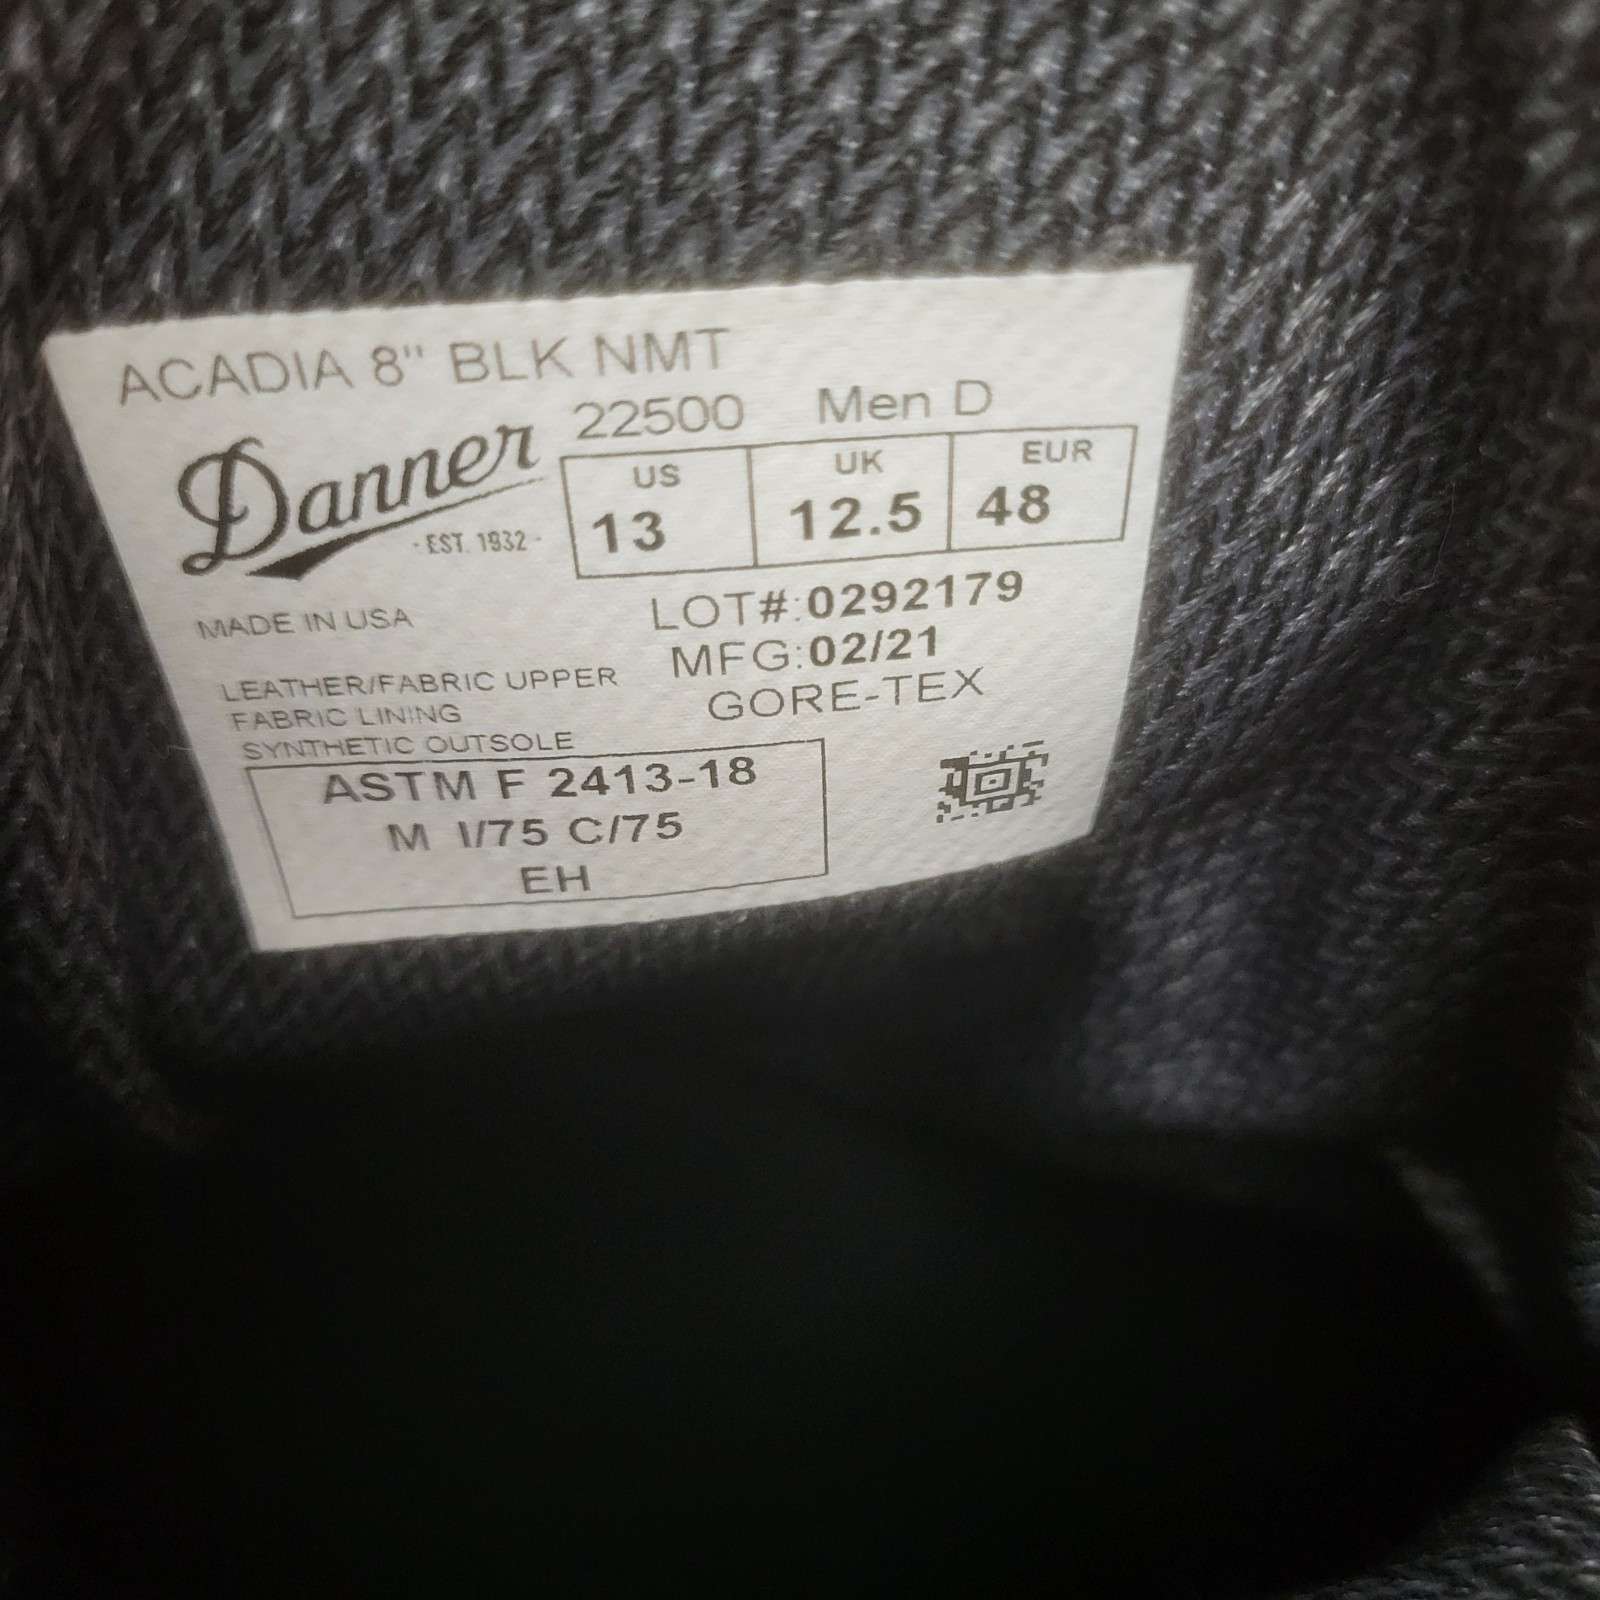 ACADIA 8" BLK NMT
22500 Men D
Danner
- EST. 1932 -
US UK EUR
13 12.5 48
MADE IN USA
LOT#:0292179
MFG:02/21
GORE-TEX
LEATHER/FABRIC UPPER
FABRIC LINING
SYNTHETIC OUTSOLE
ASTM F 2413-18
M I/75 C/75
EH